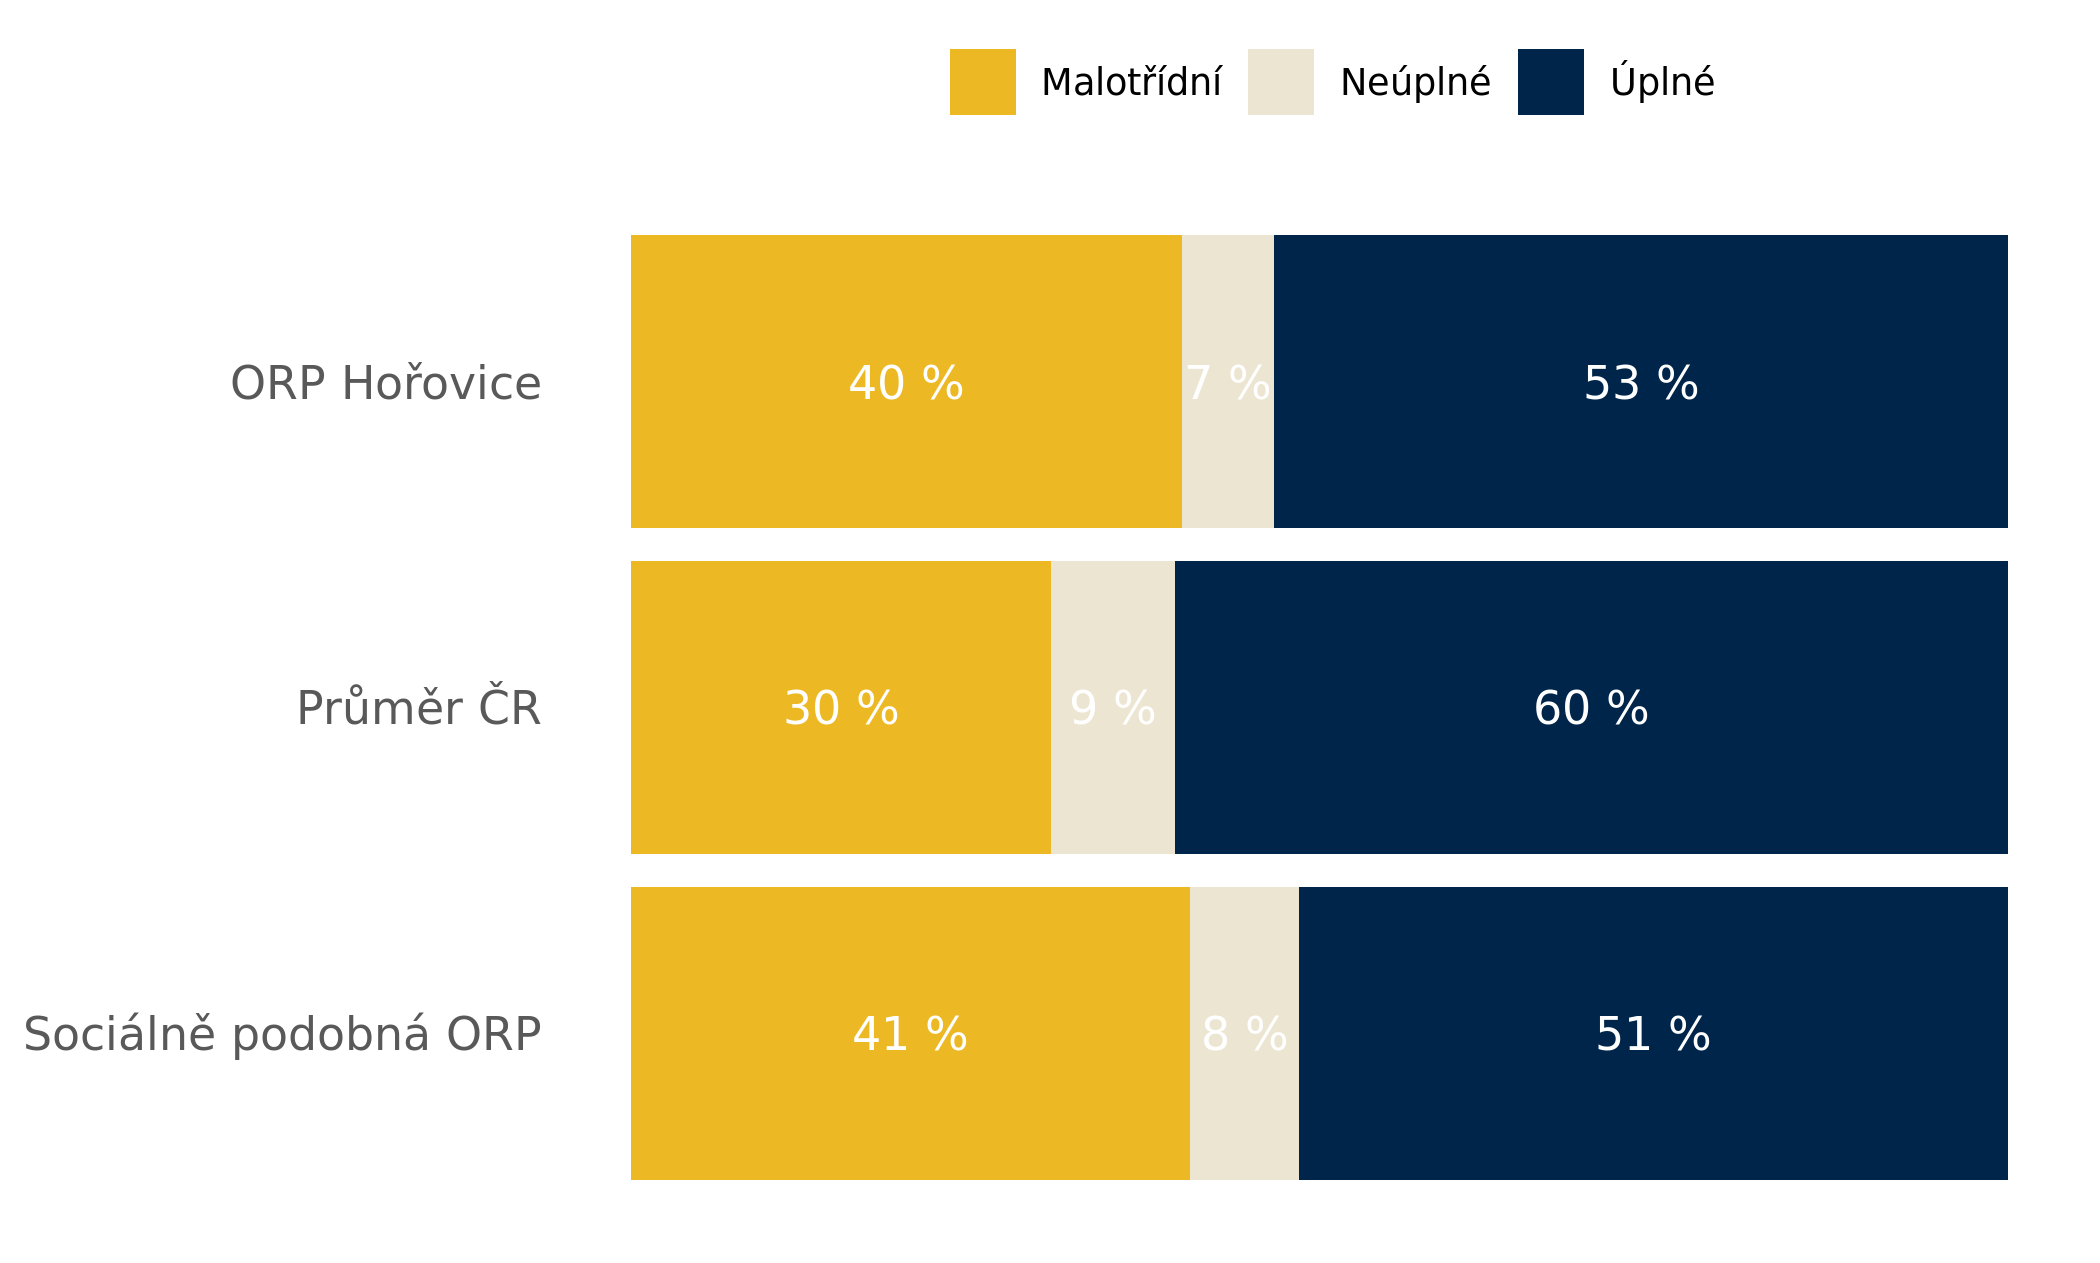 Malotřídní Neúplné Úplné
ORP Hořovice 40 % 7 % 53 %
Průměr ČR 30 % 9 % 60 %
Sociálně podobná ORP 41 % 8 % 51 %